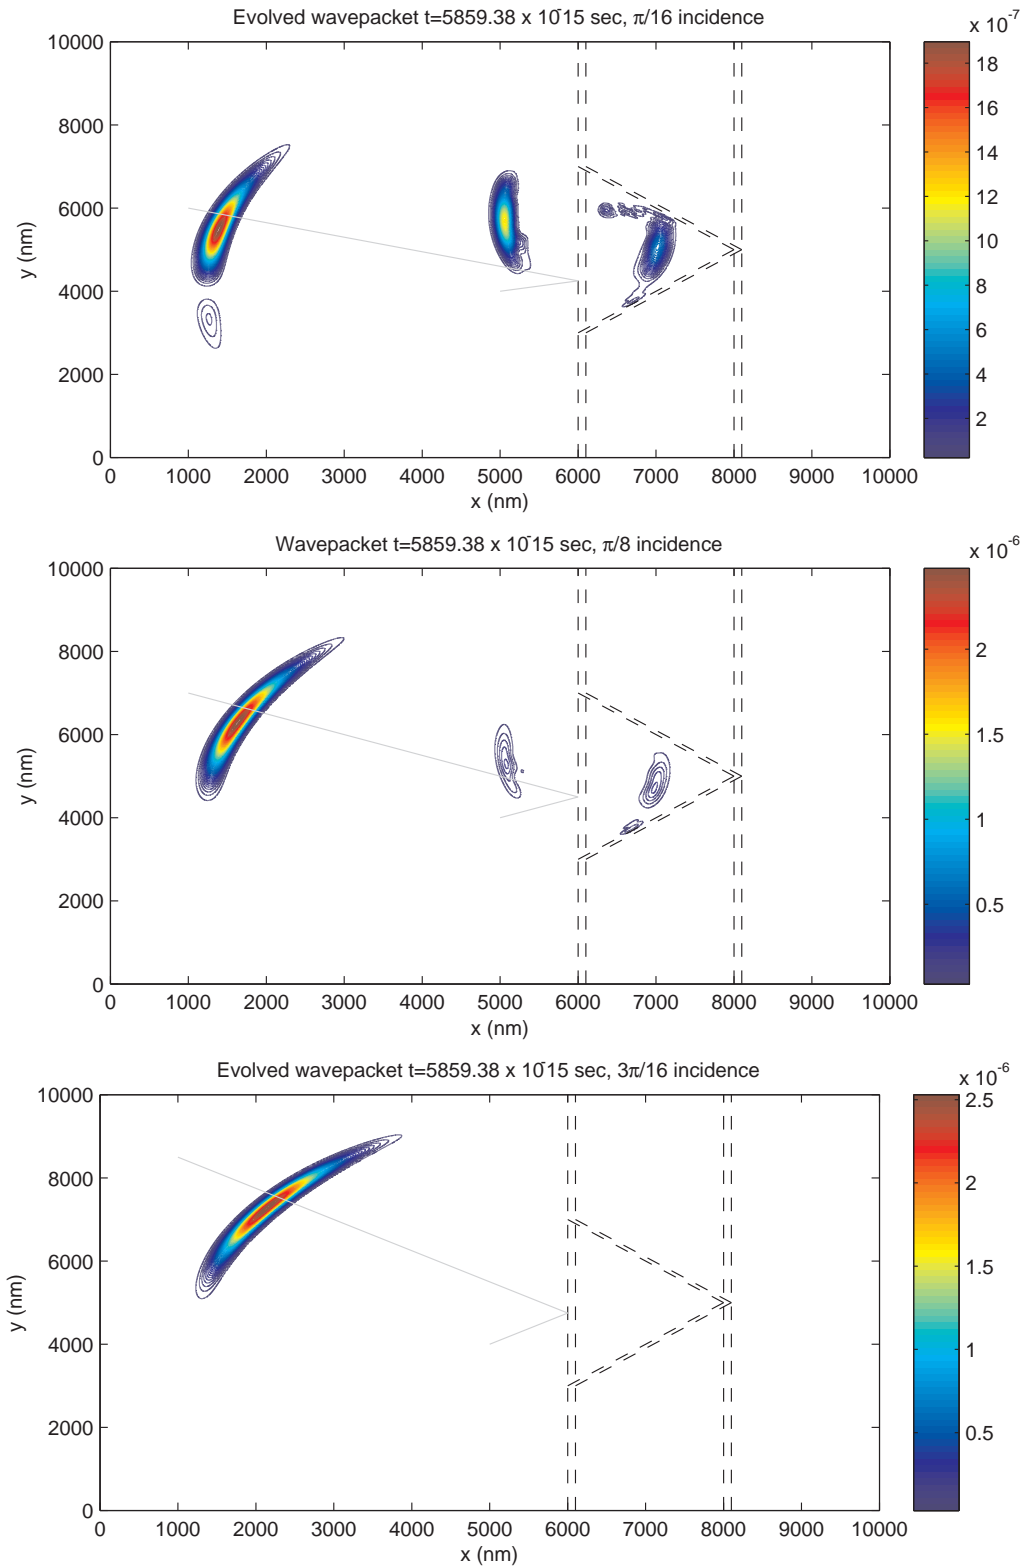 Evolved wavepacket t=5859.38 x 10-15 sec, π/16 incidence
x 10-7
10000
8000
6000
4000
2000
0
y (nm)
0 1000 2000 3000 4000 5000 6000 7000 8000 9000 10000
x (nm)
18
16
14
12
10
8
6
4
2
Wavepacket t=5859.38 x 10-15 sec, π/8 incidence
x 10-6
10000
8000
6000
4000
2000
0
y (nm)
0 1000 2000 3000 4000 5000 6000 7000 8000 9000 10000
x (nm)
2
1.5
1
0.5
Evolved wavepacket t=5859.38 x 10-15 sec, 3π/16 incidence
x 10-6
10000
8000
6000
4000
2000
0
y (nm)
0 1000 2000 3000 4000 5000 6000 7000 8000 9000 10000
x (nm)
2.5
2
1.5
1
0.5